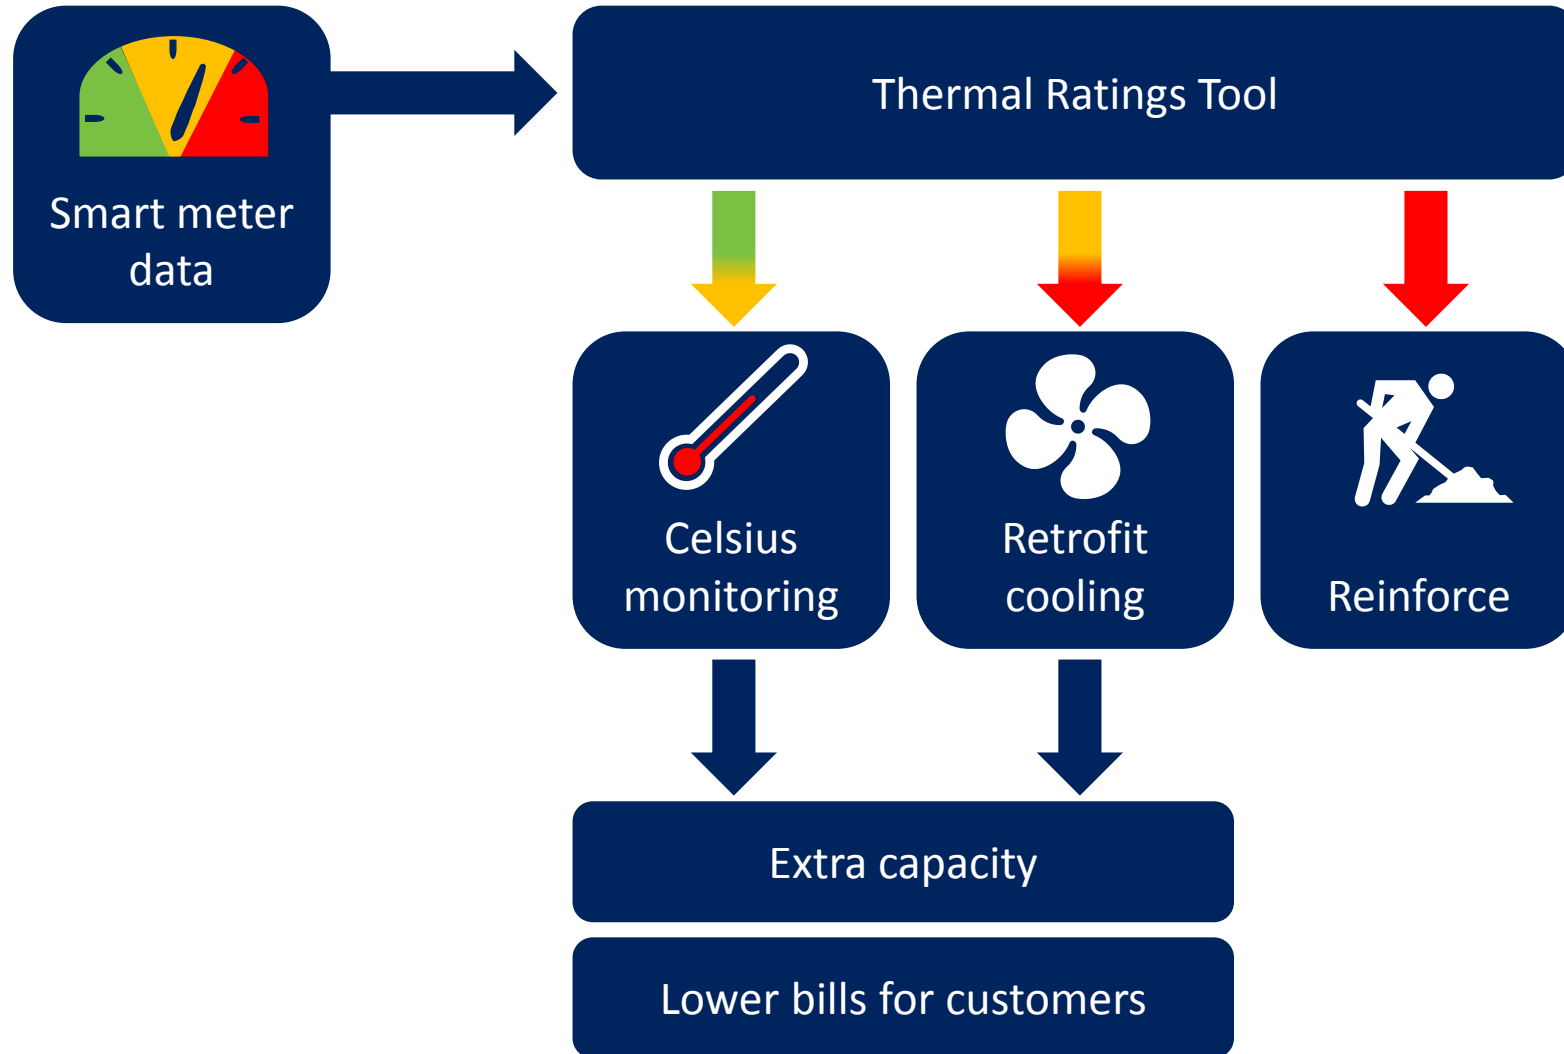 Thermal Ratings Tool
Smart meter
data
Celsius
monitoring
Retrofit
cooling
Reinforce
Extra capacity
Lower bills for customers